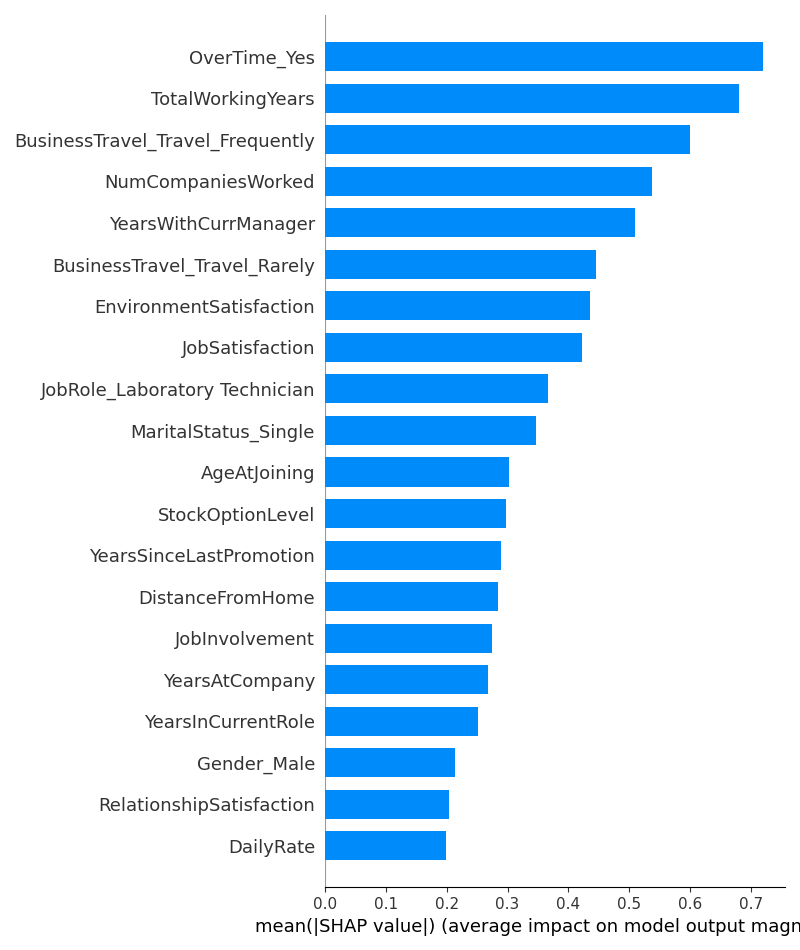 OverTime_Yes
TotalWorkingYears
BusinessTravel_Travel_Frequently
NumCompaniesWorked
YearsWithCurrManager
BusinessTravel_Travel_Rarely
EnvironmentSatisfaction
JobSatisfaction
JobRole_Laboratory Technician
MaritalStatus_Single
AgeAtJoining
StockOptionLevel
YearsSinceLastPromotion
DistanceFromHome
JobInvolvement
YearsAtCompany
YearsInCurrentRole
Gender_Male
RelationshipSatisfaction
DailyRate
0.0 0.1 0.2 0.3 0.4 0.5 0.6 0.7
mean(|SHAP value|) (average impact on model output magn